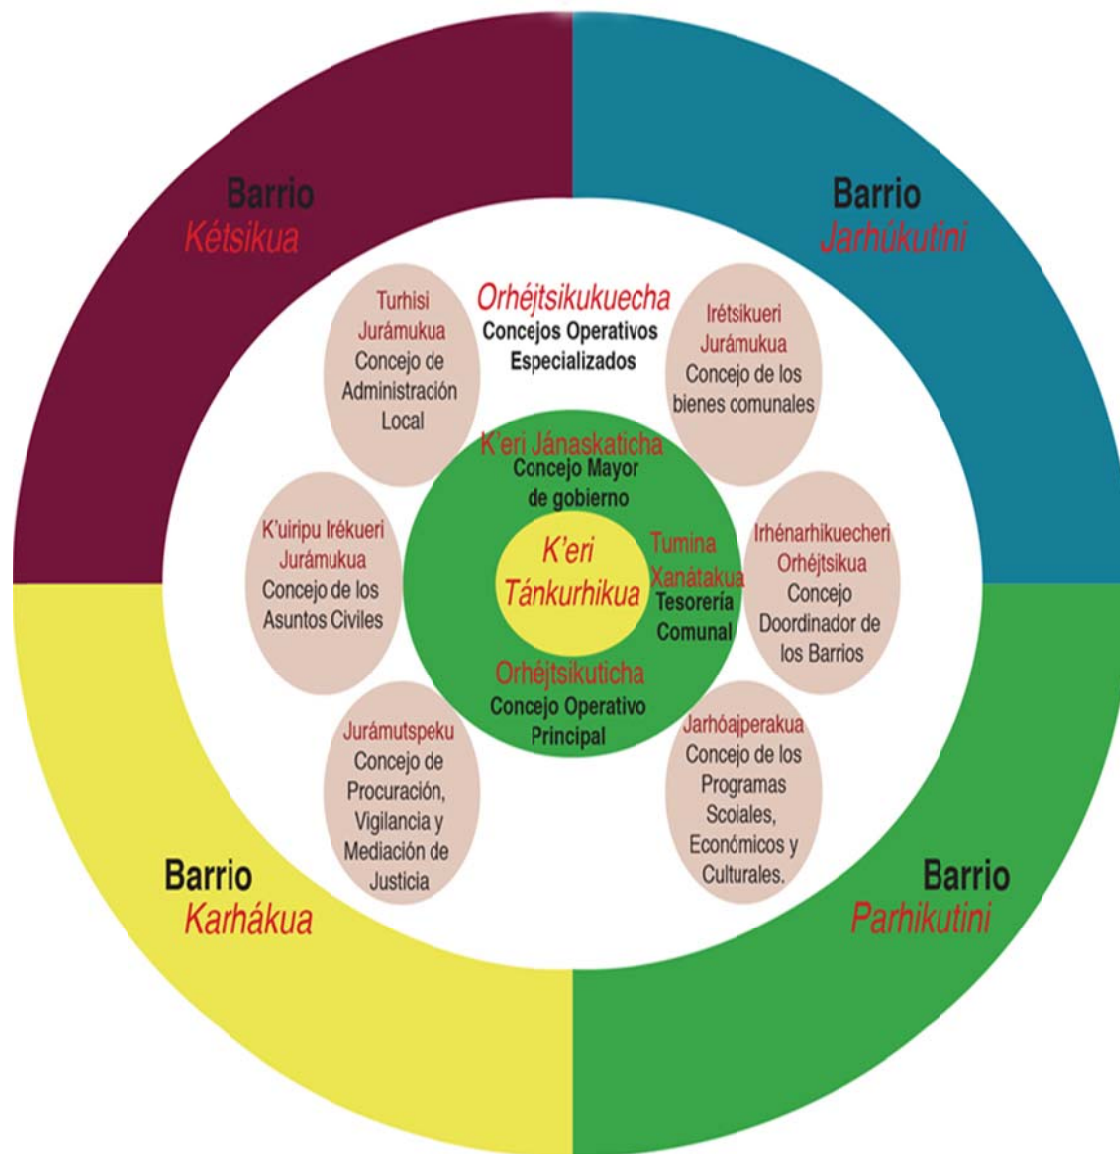 Barrio
Kétsikua
Barrio
Jarhúkutini
Turhisi
Jurámukua
Concejo de
Administración
Local
Orhéjtsikukuecha
Concejos Operativos
Especializados
Irétsikueri
Jurámukua
Concejo de los
bienes comunales
K'eri Jánaskaticha
Concejo Mayor
de gobierno
K'uiripu Irékueri
Jurámukua
Concejo de los
Asuntos Civiles
K'eri
Tánkurhikua
Tumina
Xanátakua
Tesorería
Comunal
Irhénarhikuecheri
Orhéjtsikua
Concejo
Doordinador de
los Barrios
Orhéjtsikuticha
Concejo Operativo
Principal
Jurámutspeku
Concejo de
Procuración,
Vigilancia y
Mediación de
Justicia
Jarhóajperakua
Concejo de los
Programas
Scoiales,
Económicos y
Culturales.
Barrio
Karhákua
Barrio
Parhikutini